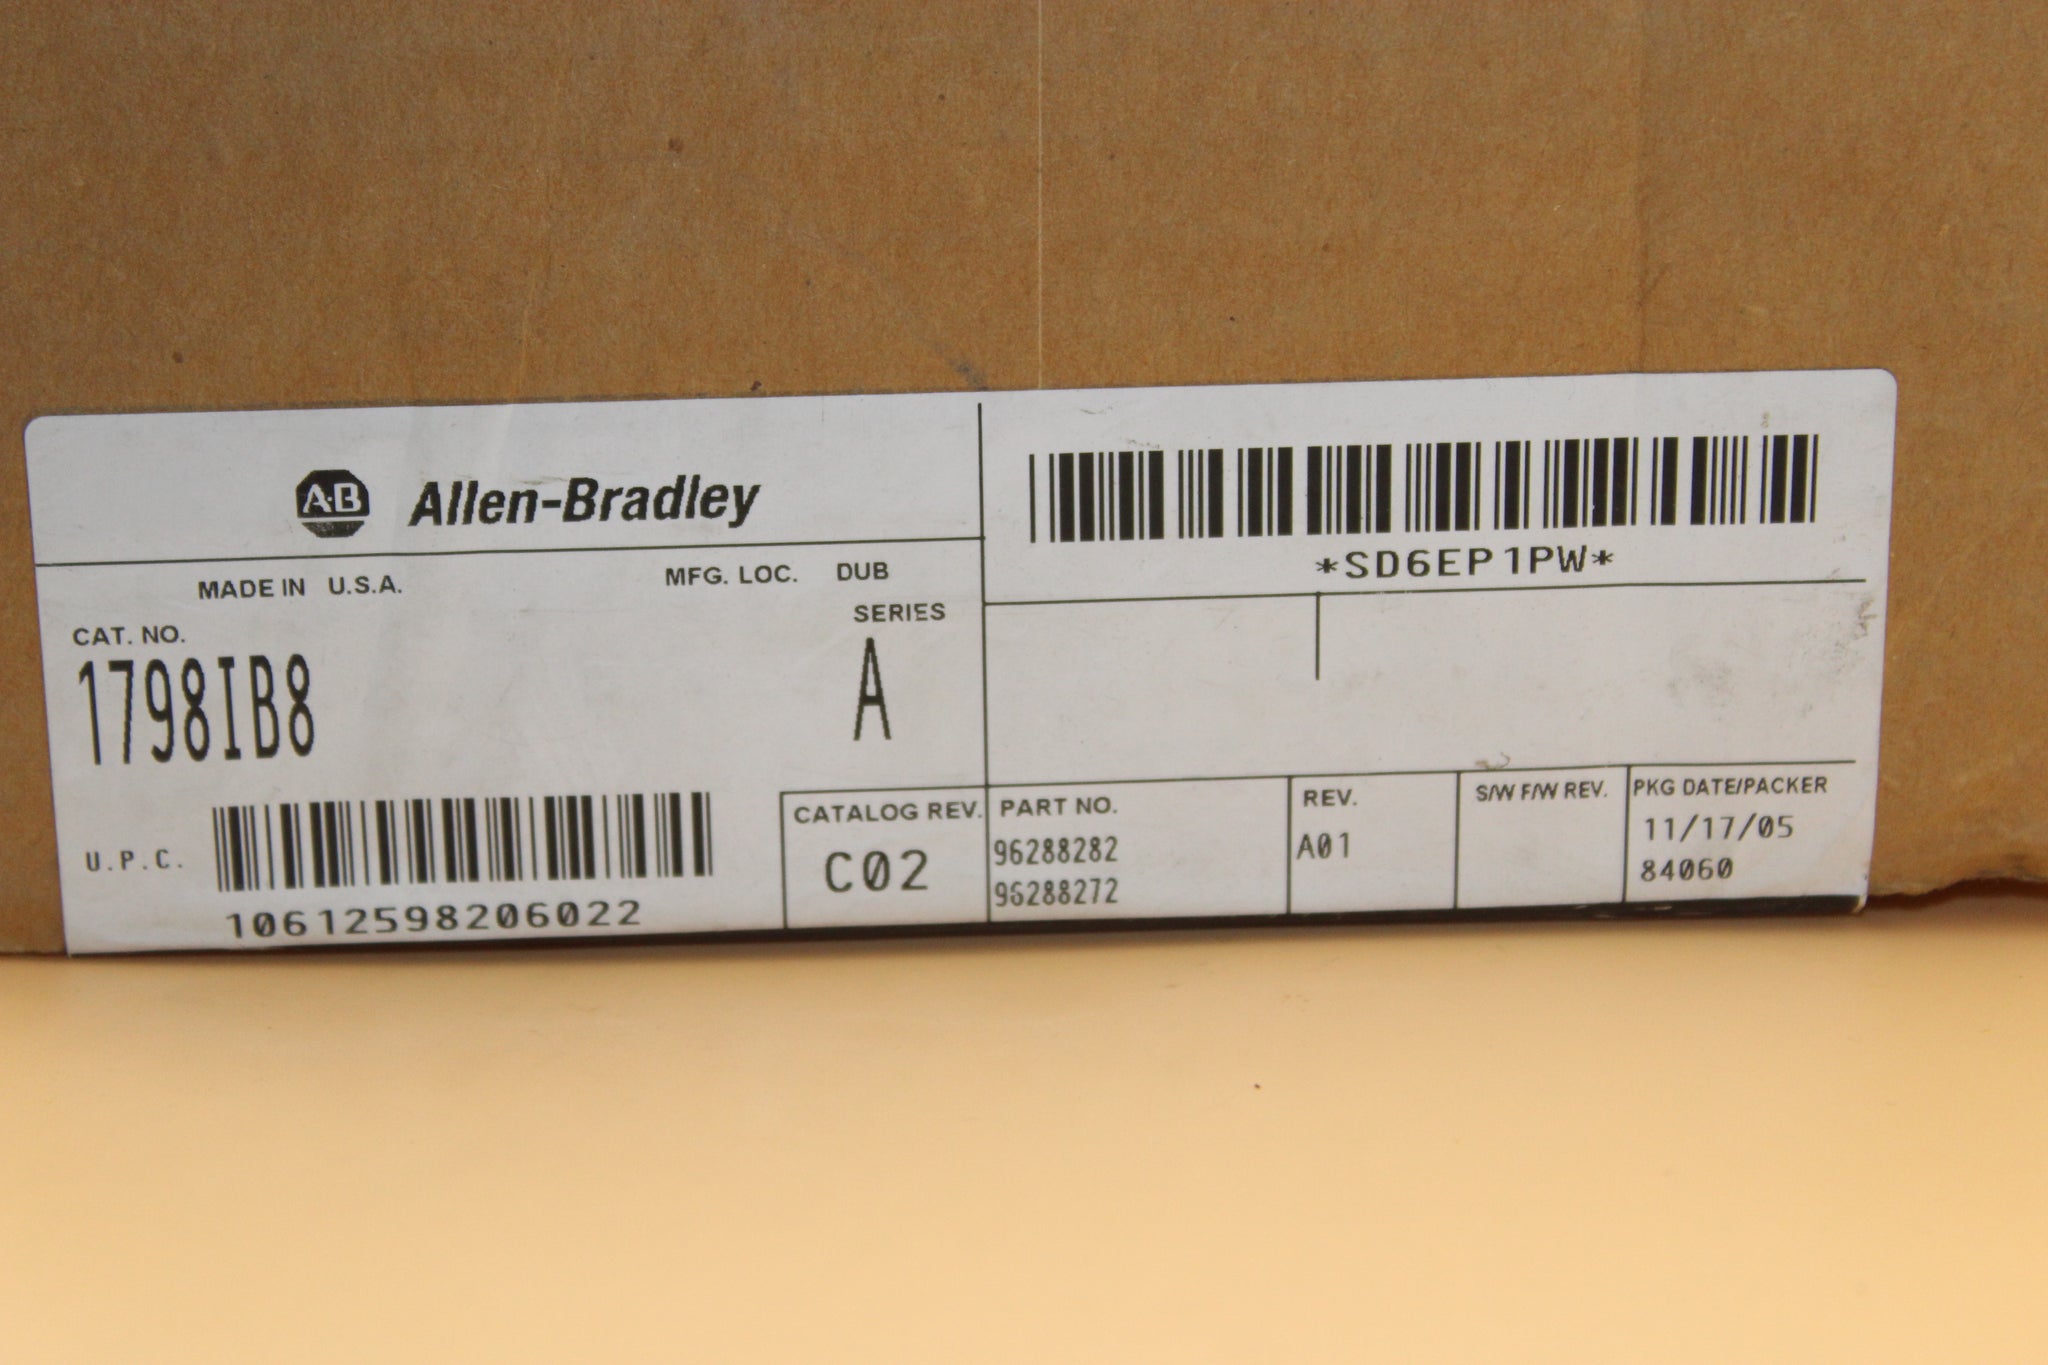 A·B Allen-Bradley
MADE IN U.S.A. MFG. LOC. DUB
SERIES
CAT. NO.
1798IB8
A
U.P.C.
10612598206022
CATALOG REV.
C02
*SD6EP1PW*
PART NO.
96288282
96288272
REV.
A01
S/W F/W REV.
PKG DATE/PACKER
11/17/05
84060